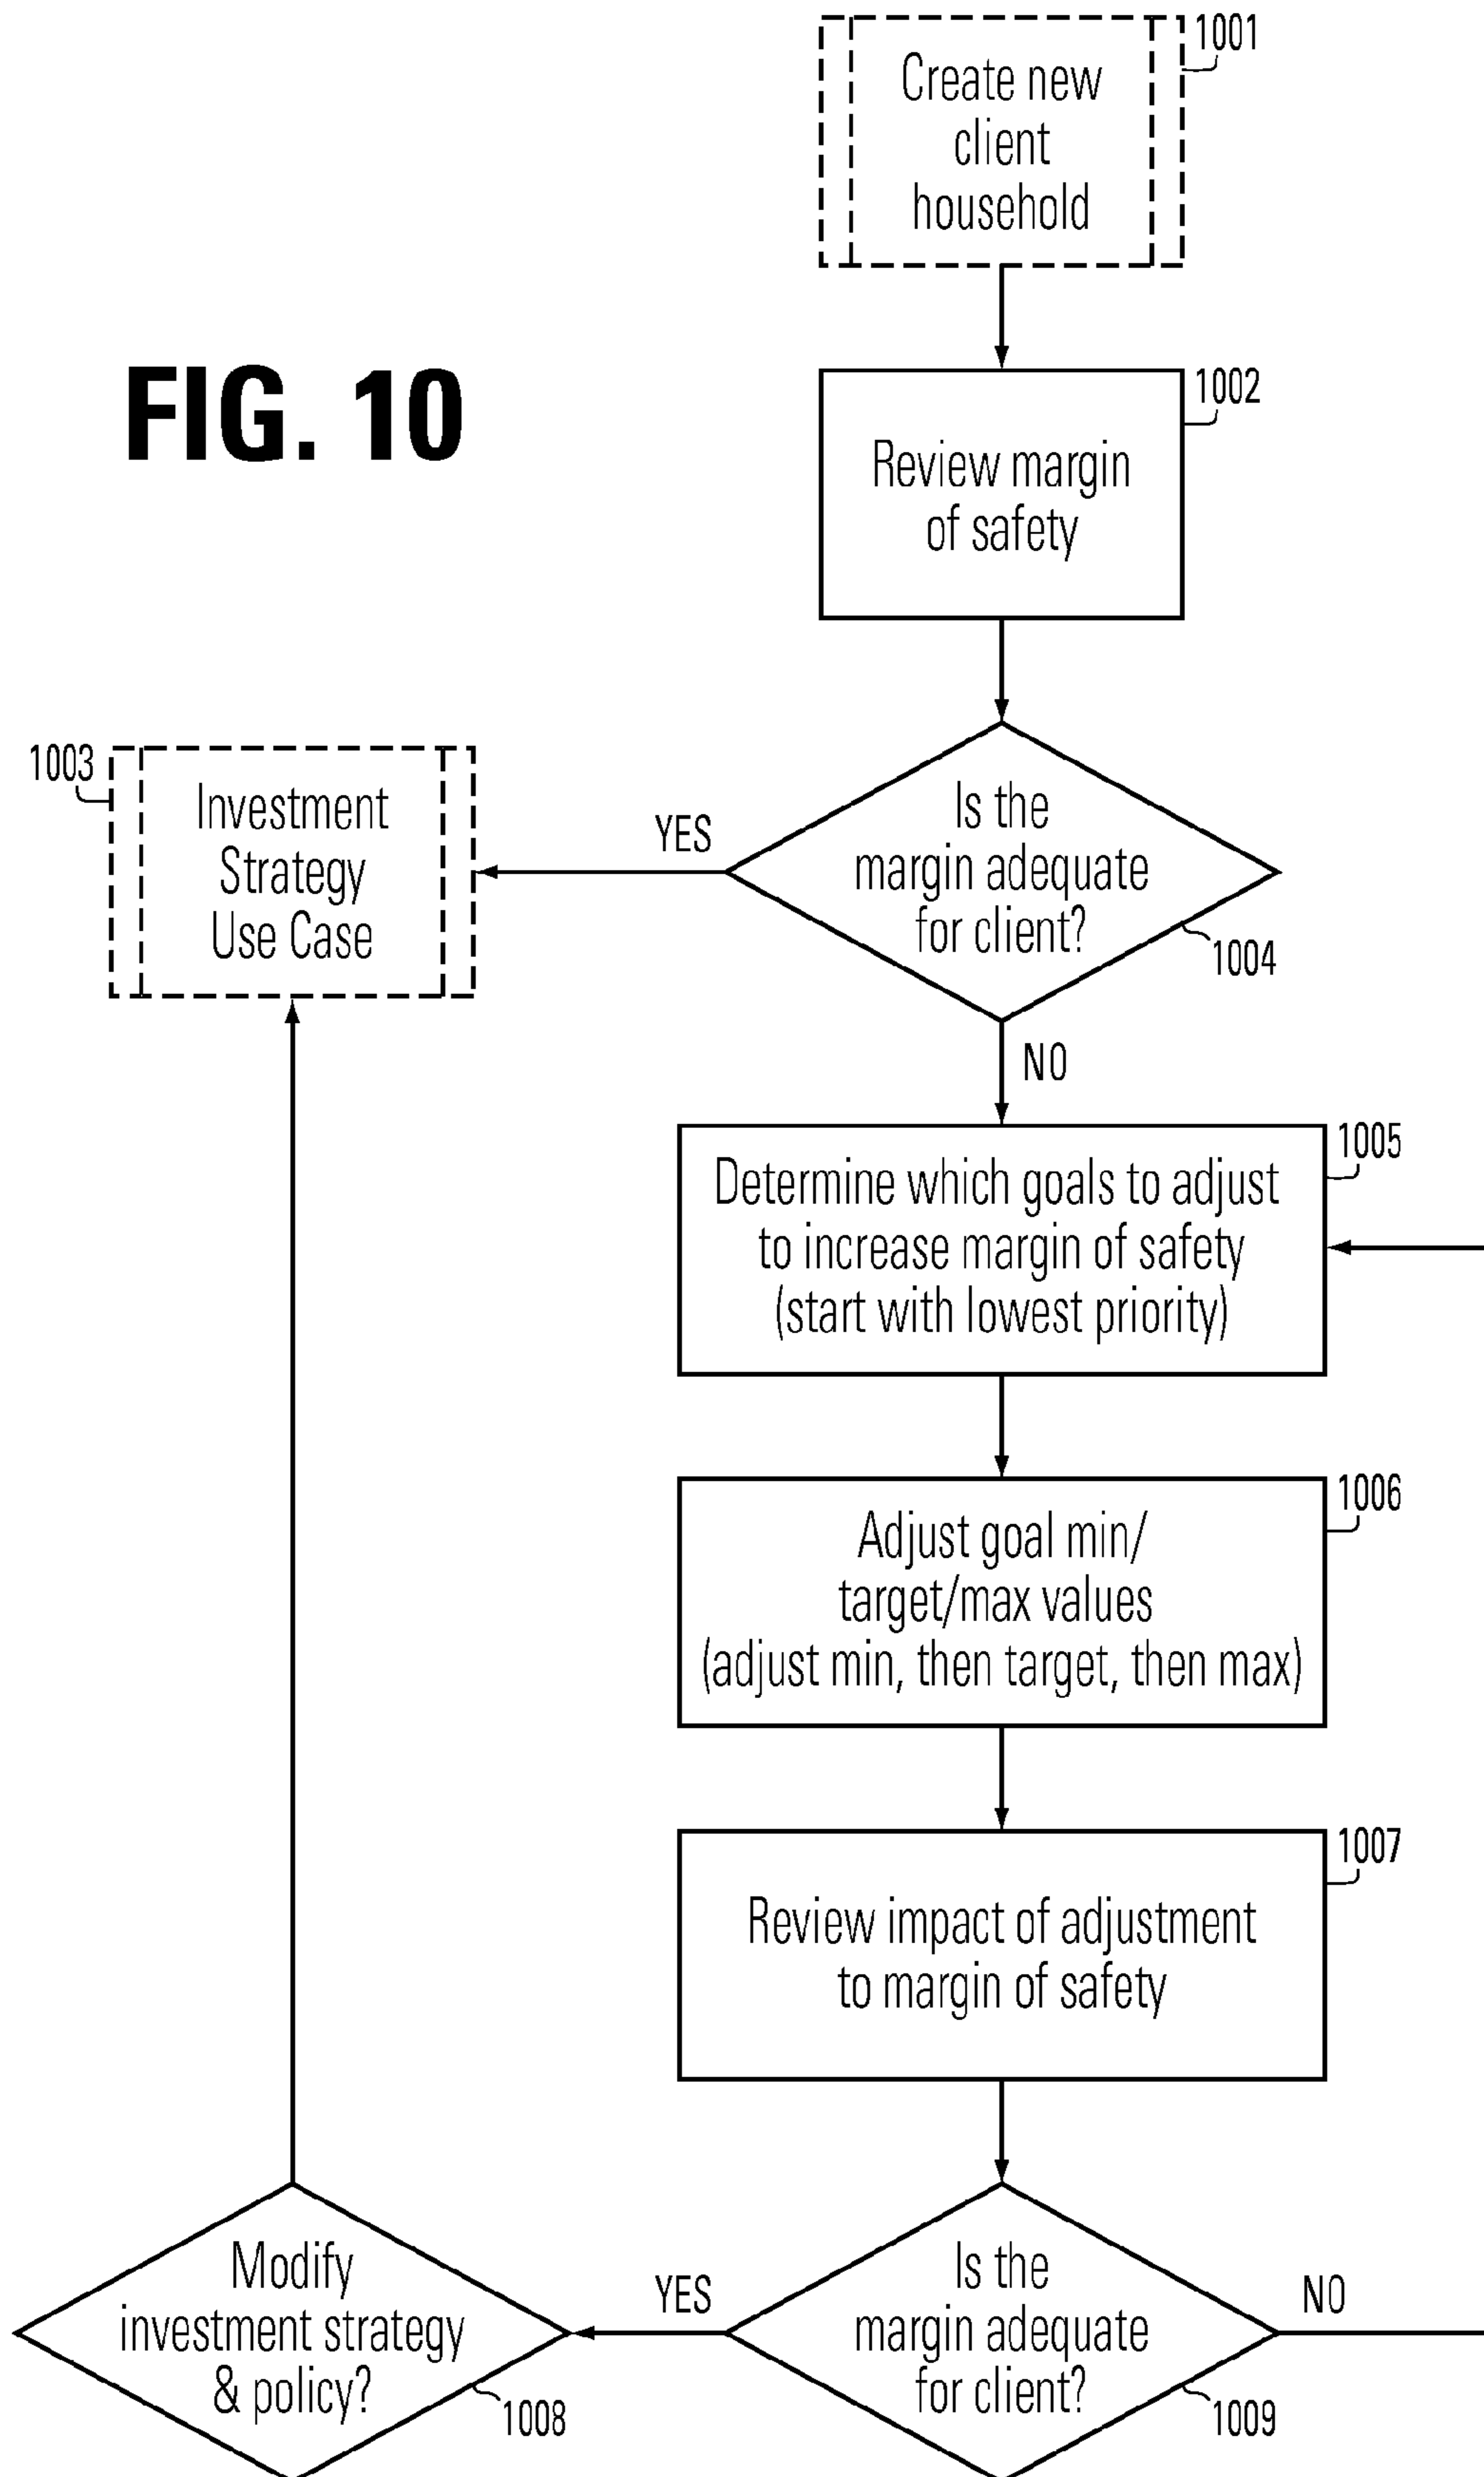 1001
Create new
client
household
FIG. 10
1002
Review margin
of safety
1003
Investment
Strategy
Use Case
YES
Is the
margin adequate
for client?
1004
NO
1005
Determine which goals to adjust
to increase margin of safety
(start with lowest priority)
1006
Adjust goal min/
target/max values
(adjust min, then target, then max)
1007
Review impact of adjustment
to margin of safety
Modify
investment strategy
& policy?
1008
YES
Is the
margin adequate
for client?
1009
NO